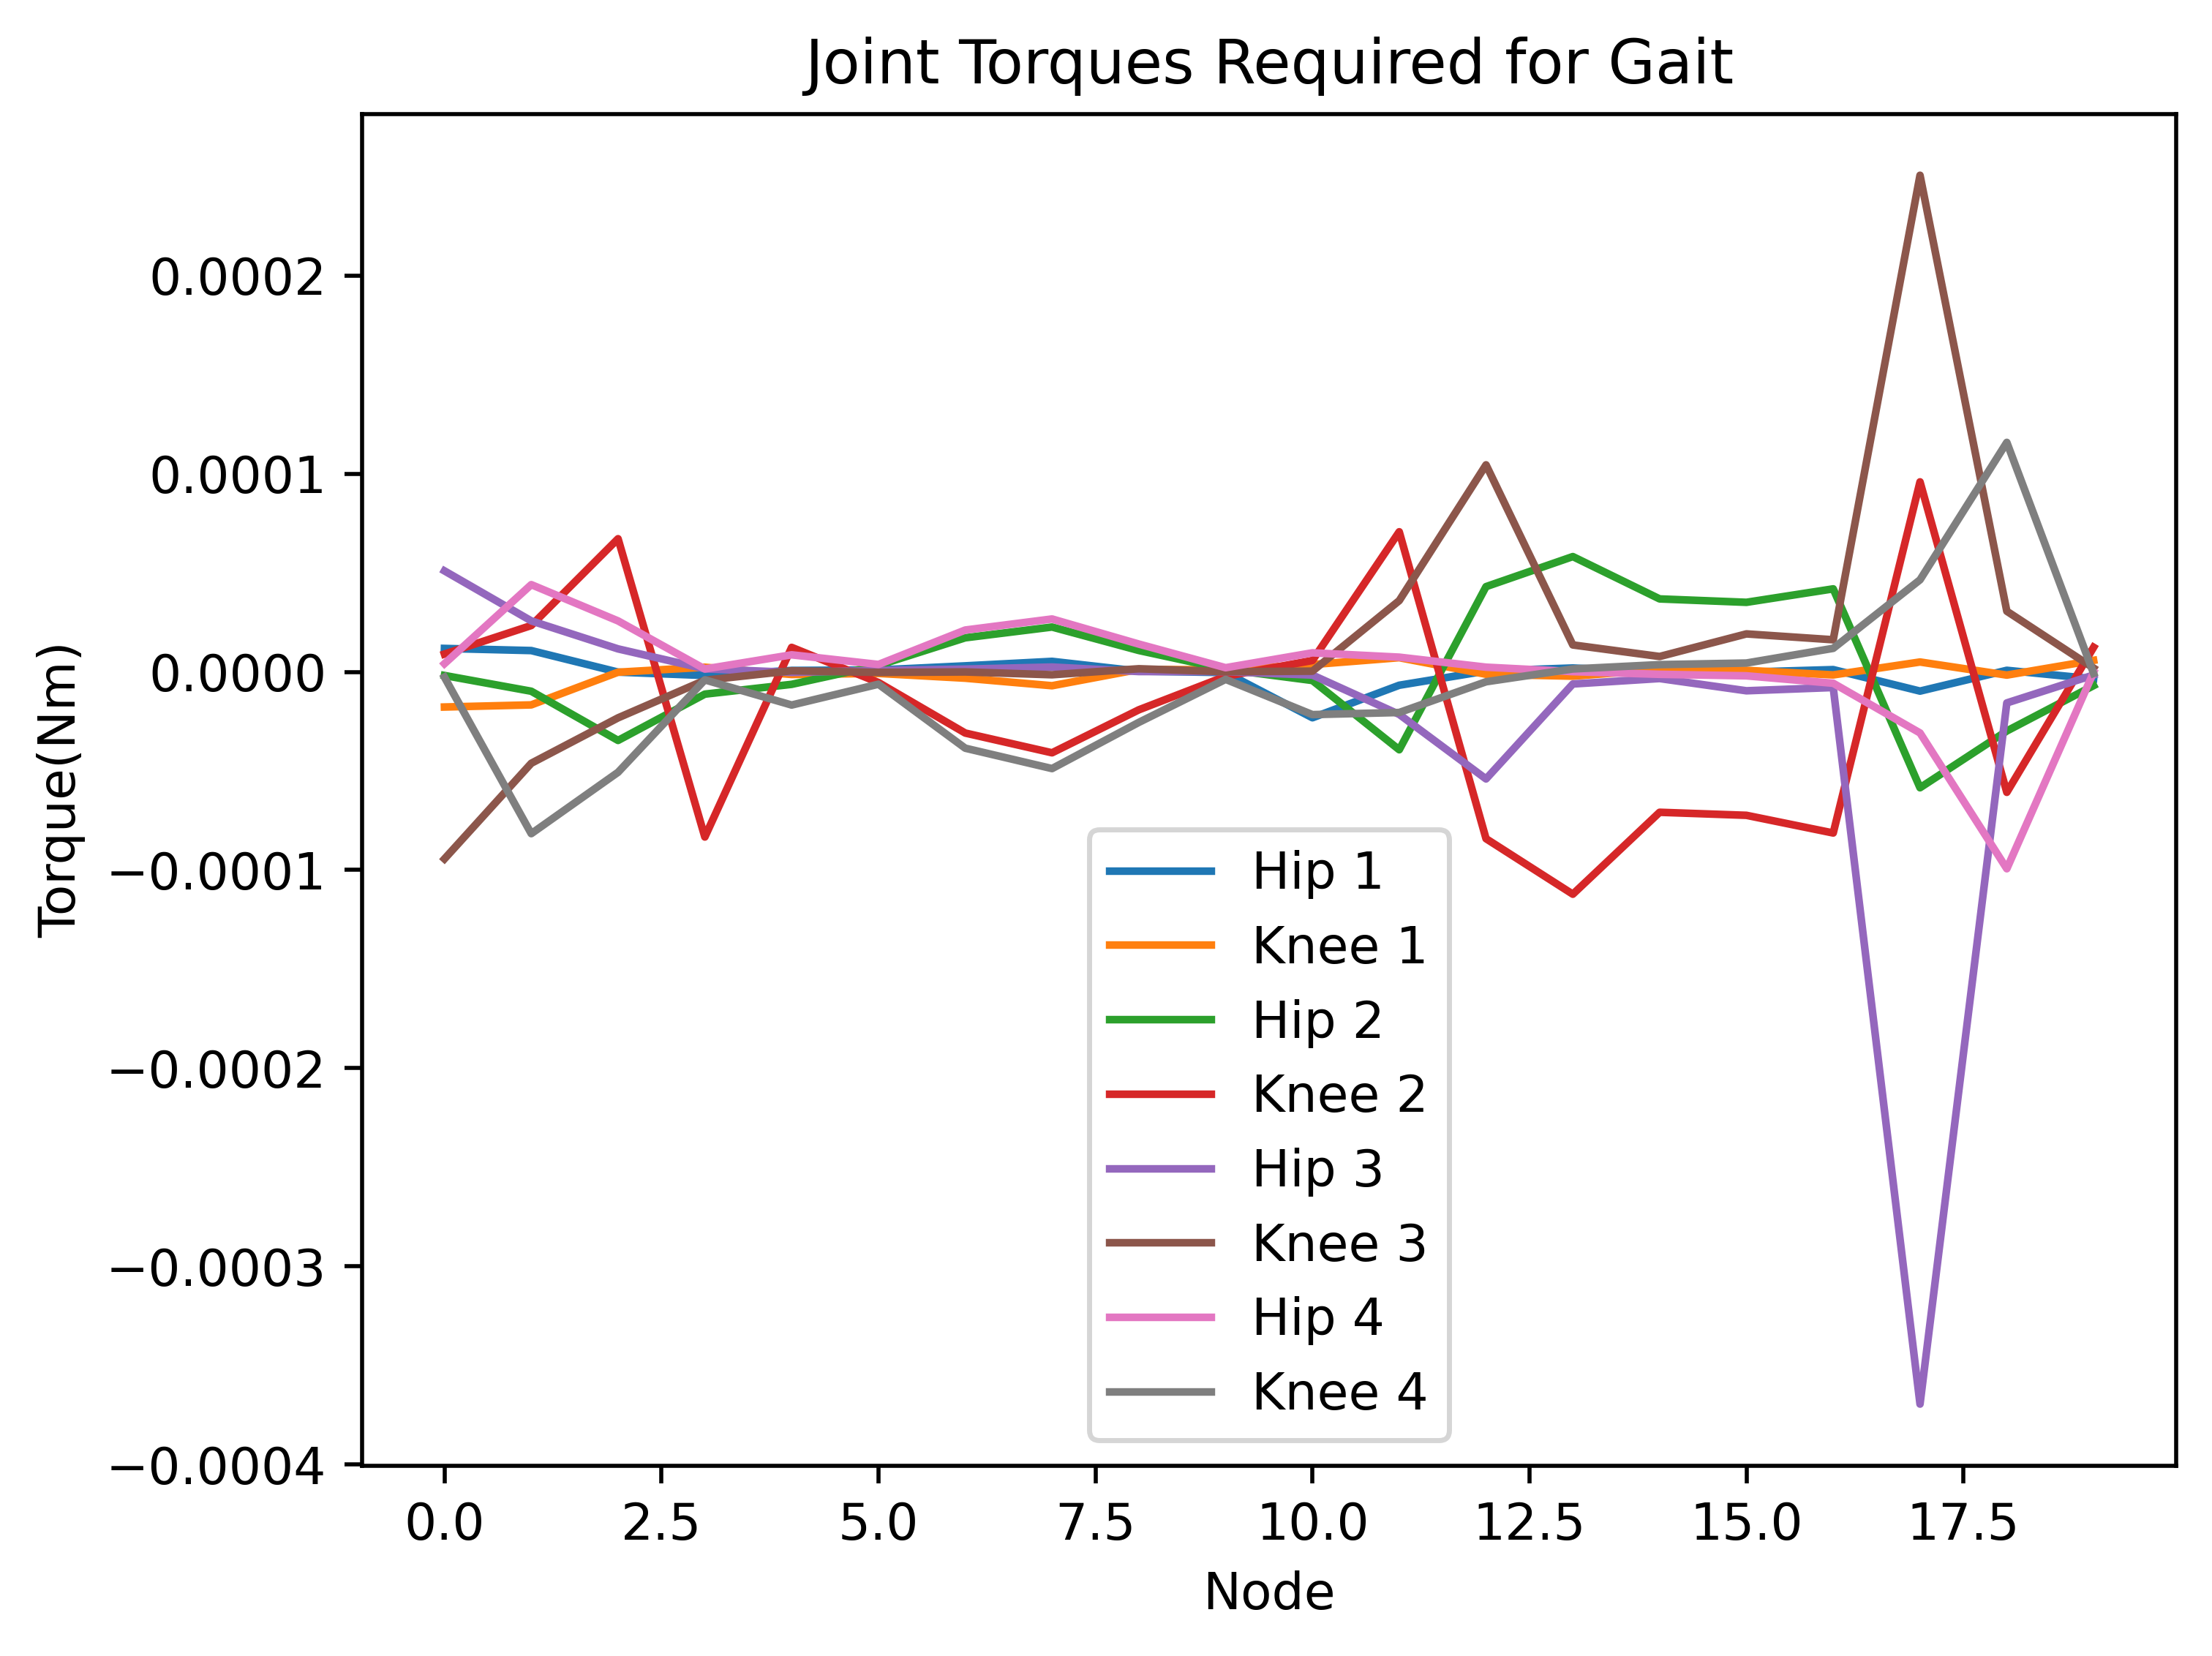 Joint Torques Required for Gait
Torque(Nm)
0.0002
0.0001
0.0000
−0.0001
−0.0002
−0.0003
−0.0004
Hip 1
Knee 1
Hip 2
Knee 2
Hip 3
Knee 3
Hip 4
Knee 4
0.0 2.5 5.0 7.5 10.0 12.5 15.0 17.5
Node